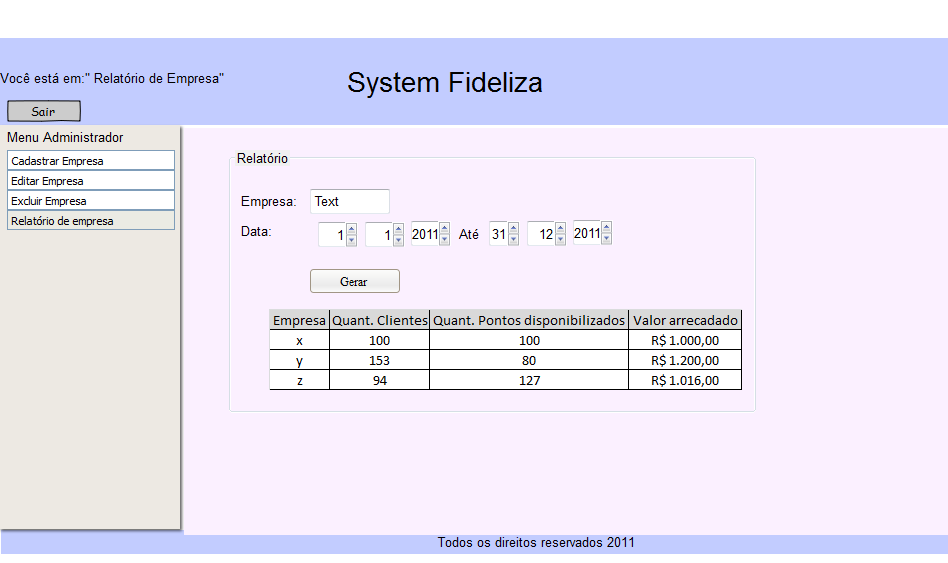 Você está em:" Relatório de Empresa"
System Fideliza
Sair
Menu Administrador
Cadastrar Empresa
Editar Empresa
Excluir Empresa
Relatório de empresa
Relatório
Empresa: Text
Data: 1 1 2011 Até 31 12 2011
Gerar
Empresa Quant. Clientes Quant. Pontos disponibilizados Valor arrecadado
x 100 100 R$ 1.000,00
y 153 80 R$ 1.200,00
z 94 127 R$ 1.016,00
Todos os direitos reservados 2011